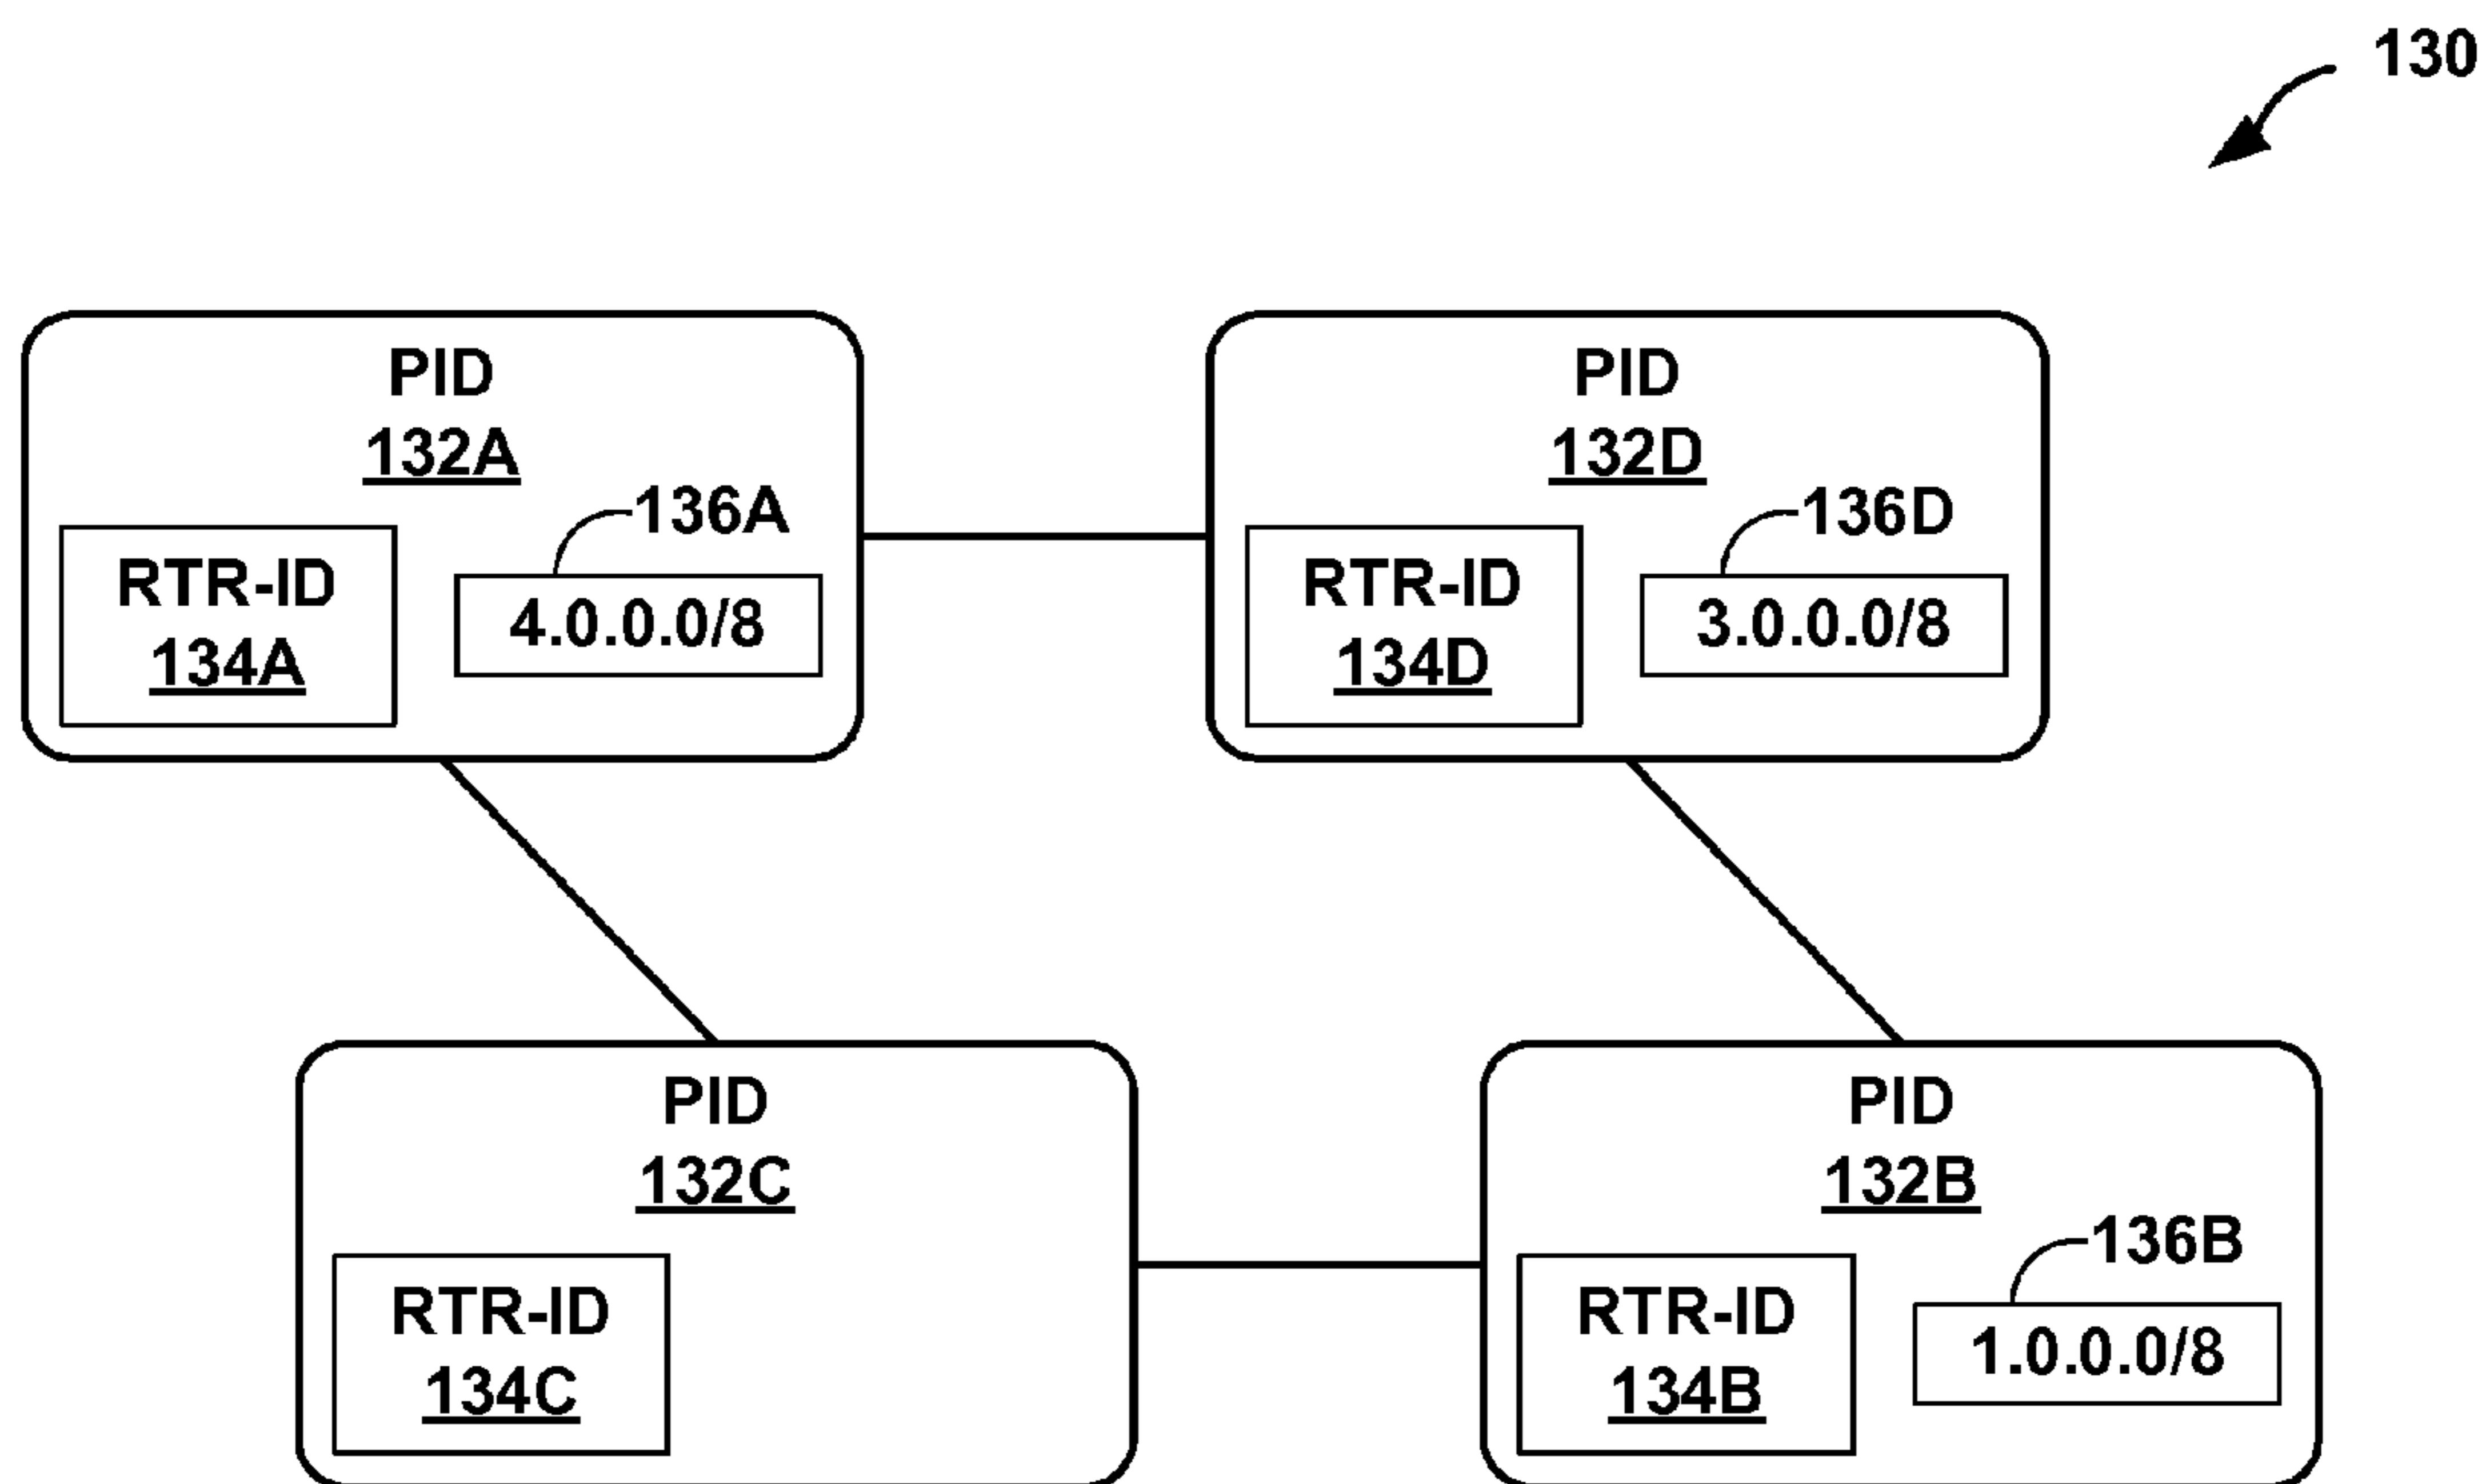 130
PID
132A
136A
RTR-ID
134A
4.0.0.0/8
PID
132D
136D
RTR-ID
134D
3.0.0.0/8
PID
132C
RTR-ID
134C
PID
132B
136B
RTR-ID
134B
1.0.0.0/8